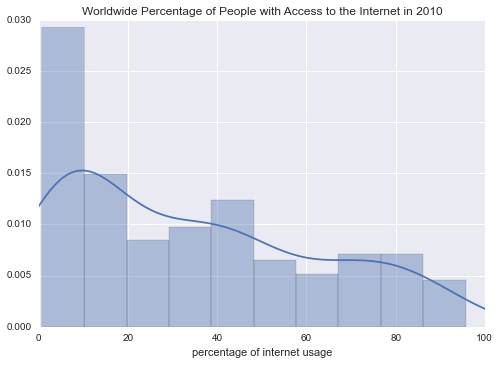 Worldwide Percentage of People with Access to the Internet in 2010
0.030
0.025
0.020
0.015
0.010
0.005
0.000
0 20 40 60 80 100
percentage of internet usage